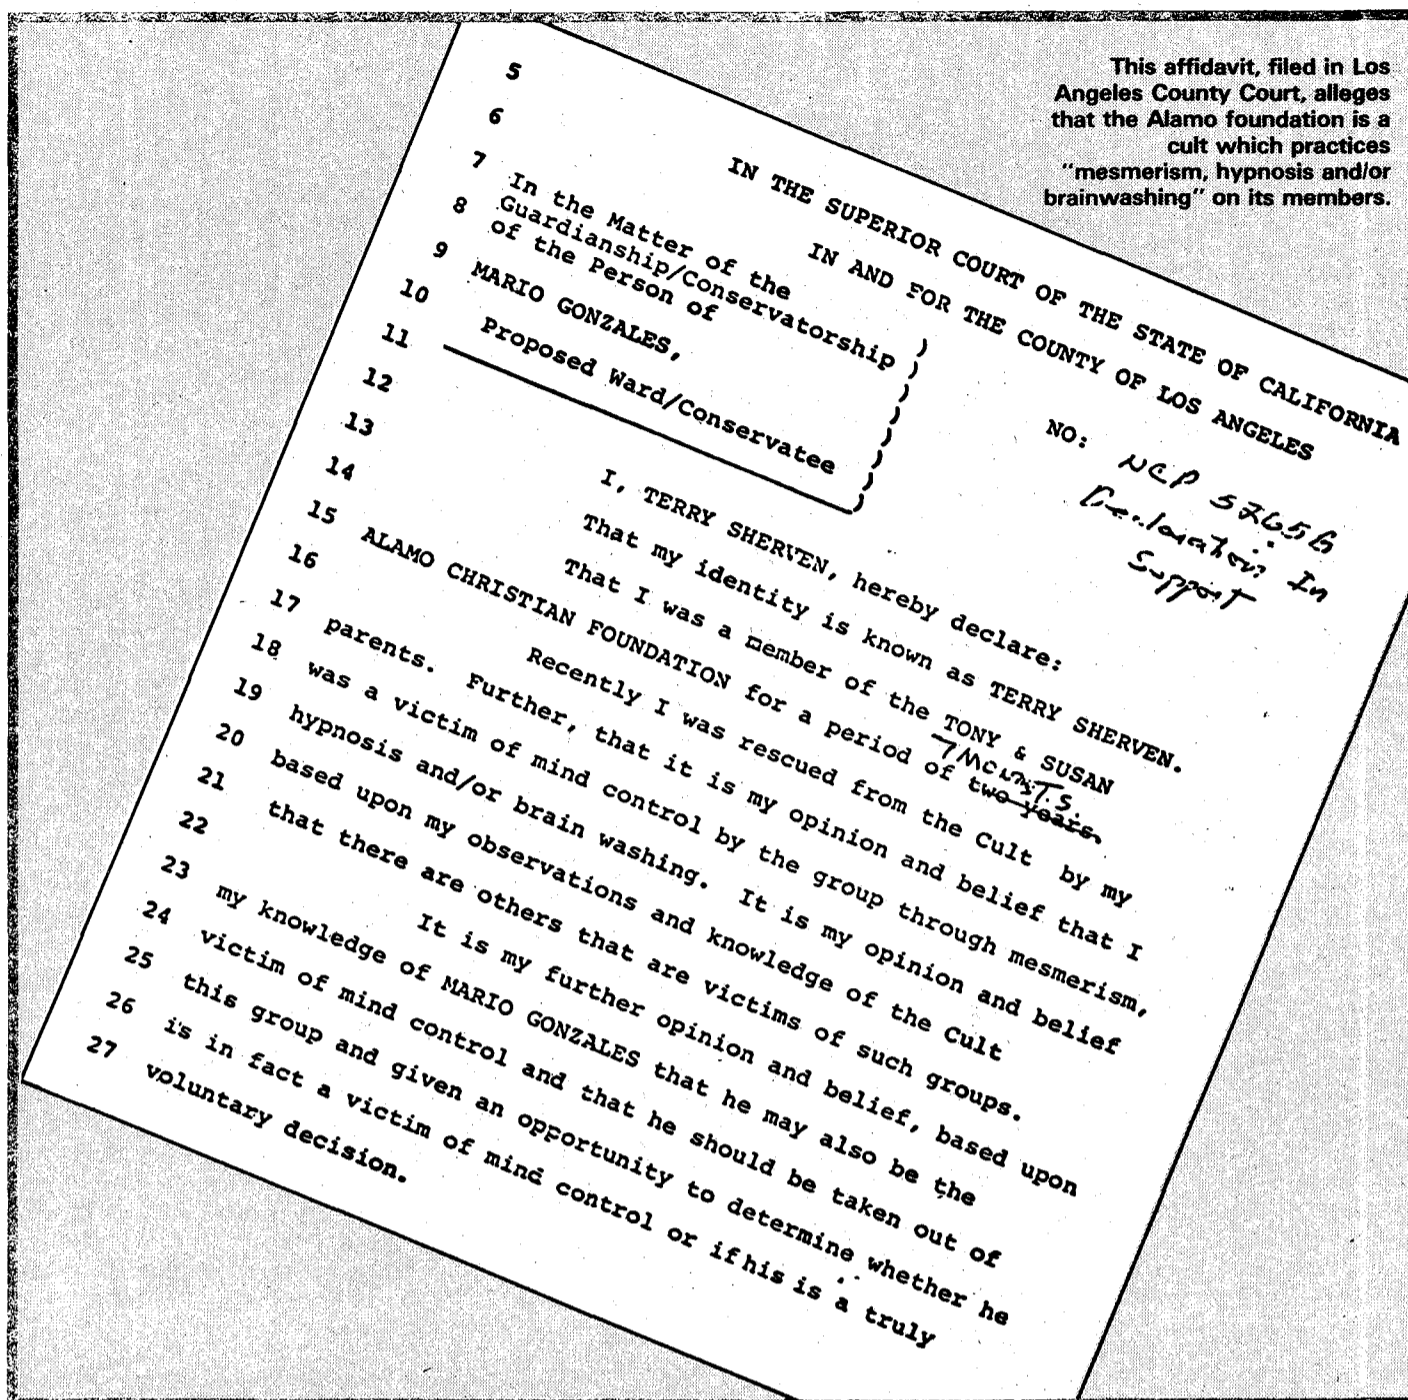 This affidavit, filed in Los
Angeles County Court, alleges
that the Alamo foundation is a
cult which practices
"mesmerism, hypnosis and/or
brainwashing" on its members.
5
6
IN THE SUPERIOR COURT OF THE STATE OF CALIFORNIA
7
IN AND FOR THE COUNTY OF LOS ANGELES
In the Matter of the
8 Guardianship/Conservatorship )
of the Person of )
9 )
MARIO GONZALES, )
10 )
Proposed Ward/Conservatee )
11
NO: NCP 5265B
Declaration In
Support
12
13 I, TERRY SHERVEN, hereby declare:
14 That my identity is known as TERRY SHERVEN.
15 That I was a member of the TONY & SUSAN
7 MONTS.
16 ALAMO CHRISTIAN FOUNDATION for a period of two years.
17 Recently I was rescued from the Cult by my
18 parents. Further, that it is my opinion and belief that I
19 was a victim of mind control by the group through mesmerism,
20 hypnosis and/or brain washing. It is my opinion and belief
21 based upon my observations and knowledge of the Cult
22 that there are others that are victims of such groups.
23 It is my further opinion and belief, based upon
24 my knowledge of MARIO GONZALES that he may also be the
25 victim of mind control and that he should be taken out of
26 this group and given an opportunity to determine whether he
27 is in fact a victim of mind control or if his is a truly
voluntary decision.